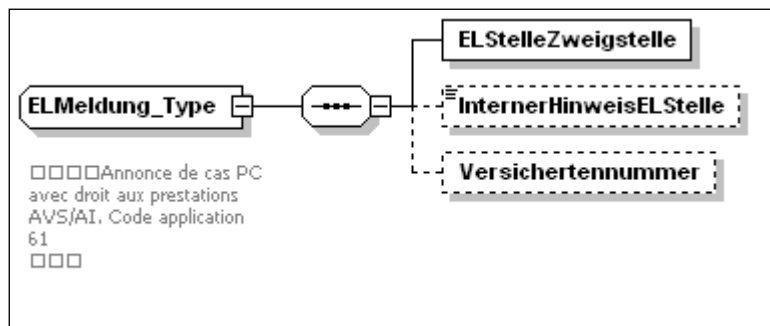 ELStelleZweigstelle
ELMeldung_Type
InternerHinweisELStelle
Versichertennummer
□□□□Annonce de cas PC
avec droit aux prestations
AVS/AI. Code application
61
□□□